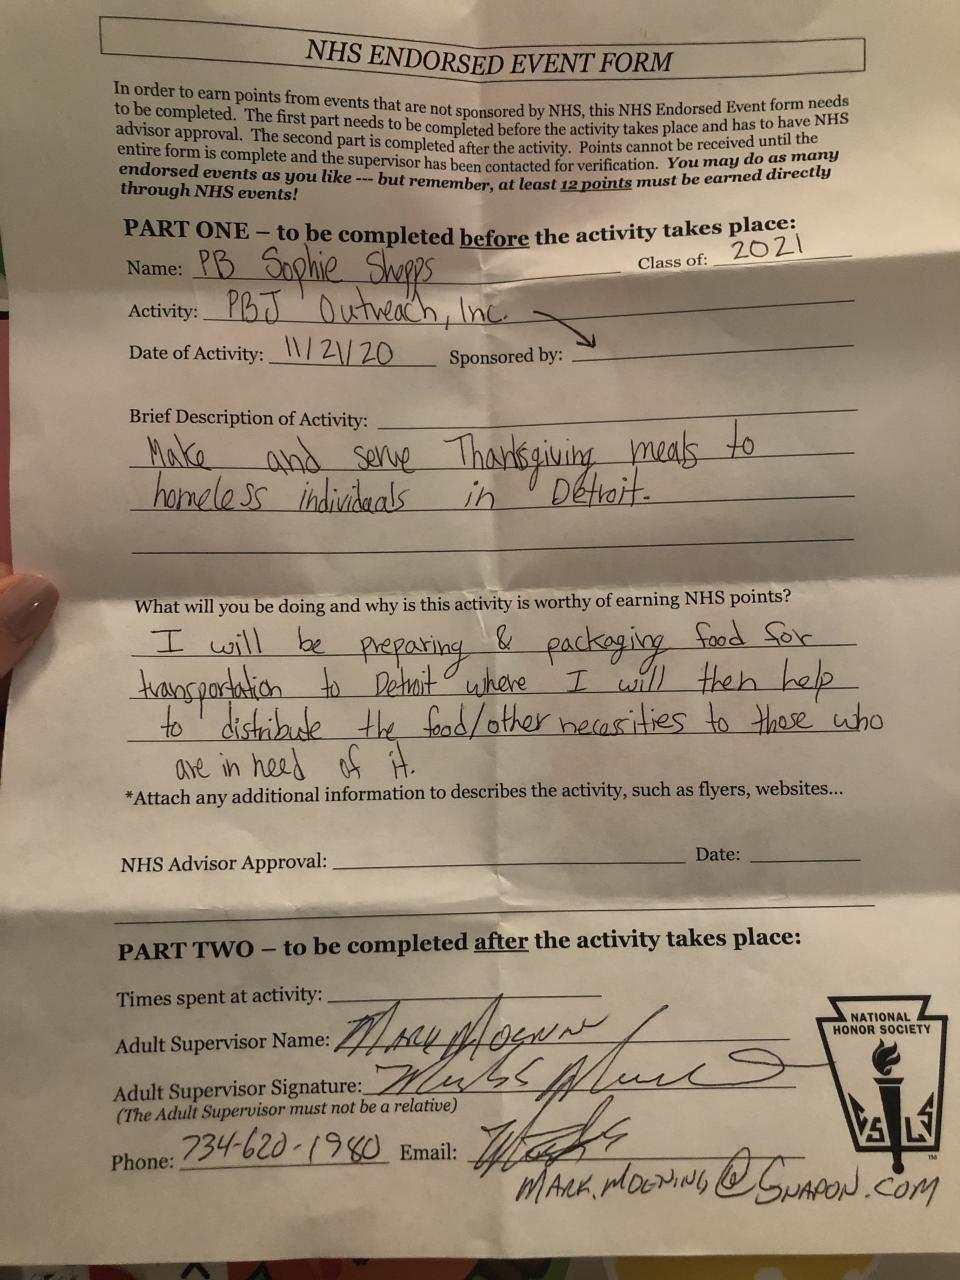 NHS ENDORSED EVENT FORM
In order to earn points from events that are not sponsored by NHS, this NHS Endorsed Event form needs
to be completed. The first part needs to be completed before the activity takes place and has to have NHS
advisor approval. The second part is completed after the activity. Points cannot be received until the
entire form is complete and the supervisor has been contacted for verification. You may do as many
endorsed events as you like --- but remember, at least 12 points must be earned directly
through NHS events!
PART ONE – to be completed before the activity takes place:
Name: PB Sophie Shepps Class of: 2021
Activity: PBJ Outreach, Inc.
Date of Activity: 11/21/20 Sponsored by:
Brief Description of Activity:
Make and serve Thanksgiving meals to
homeless individuals in Detroit.
What will you be doing and why is this activity is worthy of earning NHS points?
I will be preparing & packaging food for
transportation to Detroit where I will then help
to distribute the food/other necessities to those who
are in need of it.
*Attach any additional information to describes the activity, such as flyers, websites...
NHS Advisor Approval: Date:
PART TWO – to be completed after the activity takes place:
Times spent at activity:
Adult Supervisor Name: Mark Moening
Adult Supervisor Signature:
(The Adult Supervisor must not be a relative)
Phone: 734-620-1980 Email:
MARK.MOENING@SNAPON.COM
NATIONAL
HONOR SOCIETY
C S L S
TM